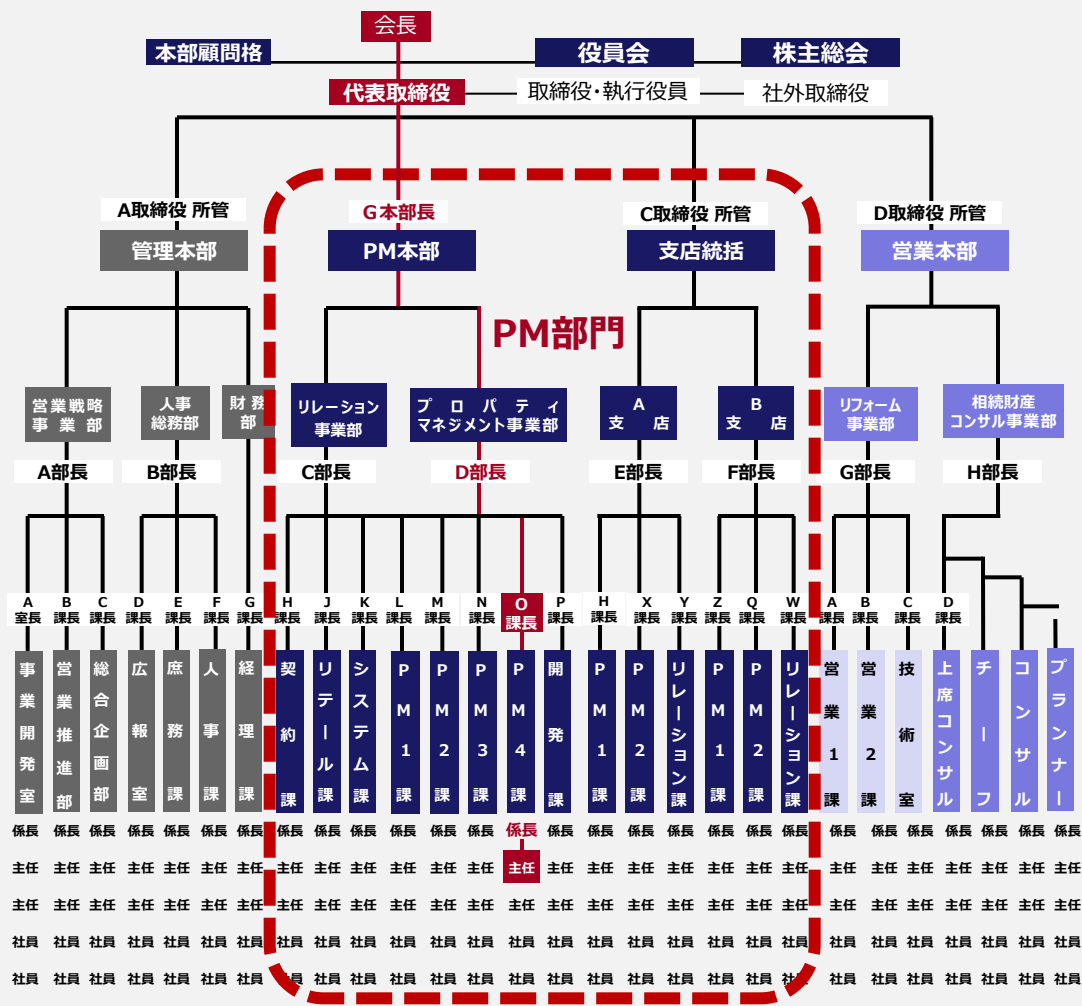 会長
本部顧問格 役員会 株主総会
代表取締役 取締役・執行役員 社外取締役
A取締役 所管 G本部長 C取締役 所管 D取締役 所管
管理本部 PM本部 支店統括 営業本部
PM部門
営業戦略事業部 人事総務部 財務部 リレーション事業部 プロパティマネジメント事業部 A支店 B支店 リフォーム事業部 相続財産コンサル事業部
A部長 B部長 C部長 D部長 E部長 F部長 G部長 H部長
A室長 B課長 C課長 D課長 E課長 F課長 G課長 H課長 J課長 K課長 L課長 M課長 N課長 O課長 P課長 H課長 X課長 Y課長 Z課長 Q課長 W課長 A課長 B課長 C課長 D課長
事業開発室 営業推進部 総合企画部 広報室 庶務課 人事課 経理課 契約課 リテール課 システム課 PM1課 PM2課 PM3課 PM4課 開発課 PM1課 PM2課 リレーション課 PM1課 PM2課 リレーション課 営業1課 営業2課 技術室 上席コンサル チーフ コンサル プランナー
係長 係長 係長 係長 係長 係長 係長 係長 係長 係長 係長 係長 係長 係長 係長 係長 係長 係長 係長 係長 係長 係長 係長 係長 係長 係長 係長 係長
主任 主任 主任 主任 主任 主任 主任 主任 主任 主任 主任 主任 主任 主任 主任 主任 主任 主任 主任 主任 主任 主任 主任 主任 主任 主任 主任 主任
主任 主任 主任 主任 主任 主任 主任 主任 主任 主任 主任 主任 主任 主任 主任 主任 主任 主任 主任 主任 主任 主任 主任 主任 主任 主任 主任 主任
社員 社員 社員 社員 社員 社員 社員 社員 社員 社員 社員 社員 社員 社員 社員 社員 社員 社員 社員 社員 社員 社員 社員 社員 社員 社員 社員 社員
社員 社員 社員 社員 社員 社員 社員 社員 社員 社員 社員 社員 社員 社員 社員 社員 社員 社員 社員 社員 社員 社員 社員 社員 社員 社員 社員 社員